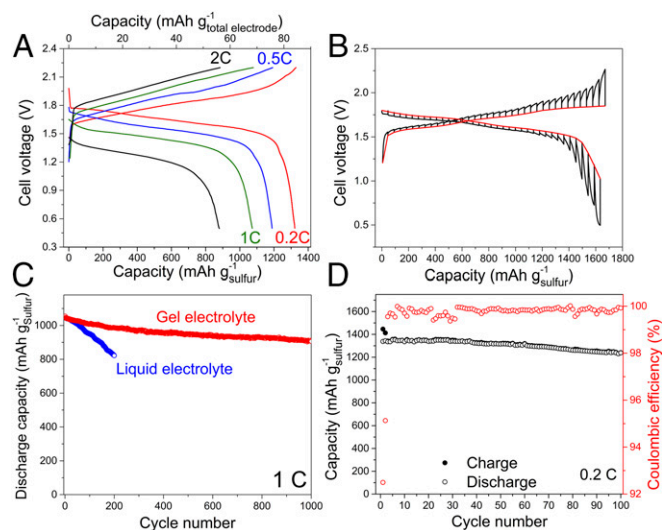 A
Capacity (mAh g⁻¹total electrode)
0 20 40 60 80
2C
0.5C
1C
0.2C
2.4
2.1
1.8
1.5
1.2
0.9
0.6
0.3
Cell voltage (V)
0 200 400 600 800 1000 1200 1400
Capacity (mAh g⁻¹sulfur)
B
2.5
2.0
1.5
1.0
0.5
Cell voltage (V)
0 200 400 600 800 1000 1200 1400 1600 1800
Capacity (mAh g⁻¹sulfur)
C
Gel electrolyte
Liquid electrolyte
1 C
1000
800
600
400
200
0
Discharge capacity (mAh g⁻¹Sulfur)
0 200 400 600 800 1000
Cycle number
D
1600
1400
1200
1000
800
600
400
200
0
Capacity (mAh g⁻¹sulfur)
100
98
96
94
92
Coulombic efficiency (%)
Charge
Discharge
0.2 C
0 10 20 30 40 50 60 70 80 90 100
Cycle number